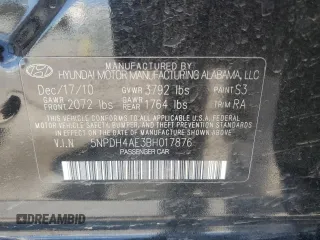 MANUFACTURED BY
HYUNDAI MOTOR MANUFACTURING ALABAMA, LLC
Dec/17/10 GVWR 3792 lbs PAINT S3
GAWR FRONT 2072 lbs GAWR REAR 1764 lbs TRIM RA
THIS VEHICLE CONFORMS TO ALL APPLICABLE U.S. FEDERAL MOTOR
VEHICLE SAFETY, BUMPER, AND THEFT PREVENTION STANDARDS
IN EFFECT ON THE DATE OF MANUFACTURE SHOWN ABOVE.
V.I.N 5NPDH4AE3BH017876
PASSENGER CAR
DREAMBID